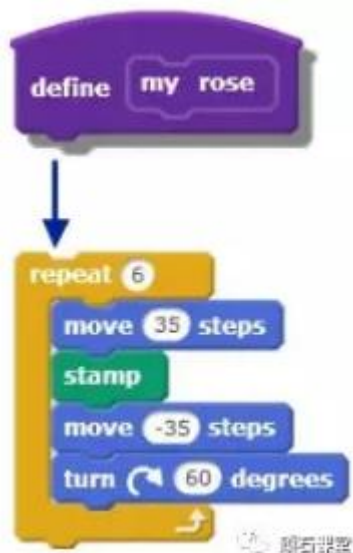 define my rose
repeat 6
move 35 steps
stamp
move -35 steps
turn 60 degrees